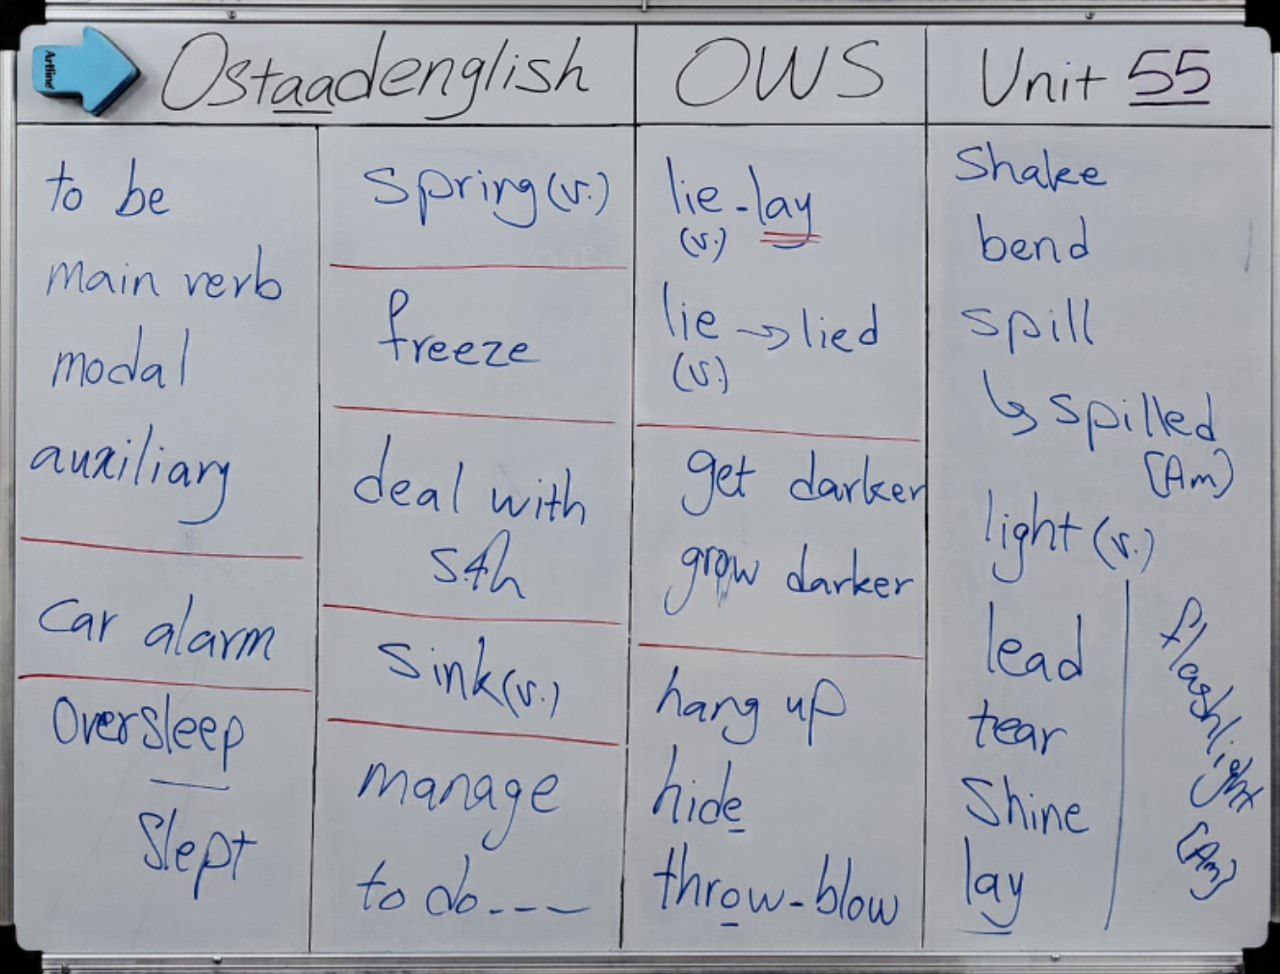 Artline
Ostaadenglish
OWS
Unit 55
to be
main verb
modal
auxiliary
car alarm
Oversleep
slept
spring (v.)
freeze
deal with
sth
sink (v.)
manage
to do ---
lie - lay
(v.)
lie → lied
(v.)
get darker
grow darker
hang up
hide
throw - blow
shake
bend
spill
↳ spilled
(Am)
light (v.)
lead
tear
shine
lay
flashlight
(Am)